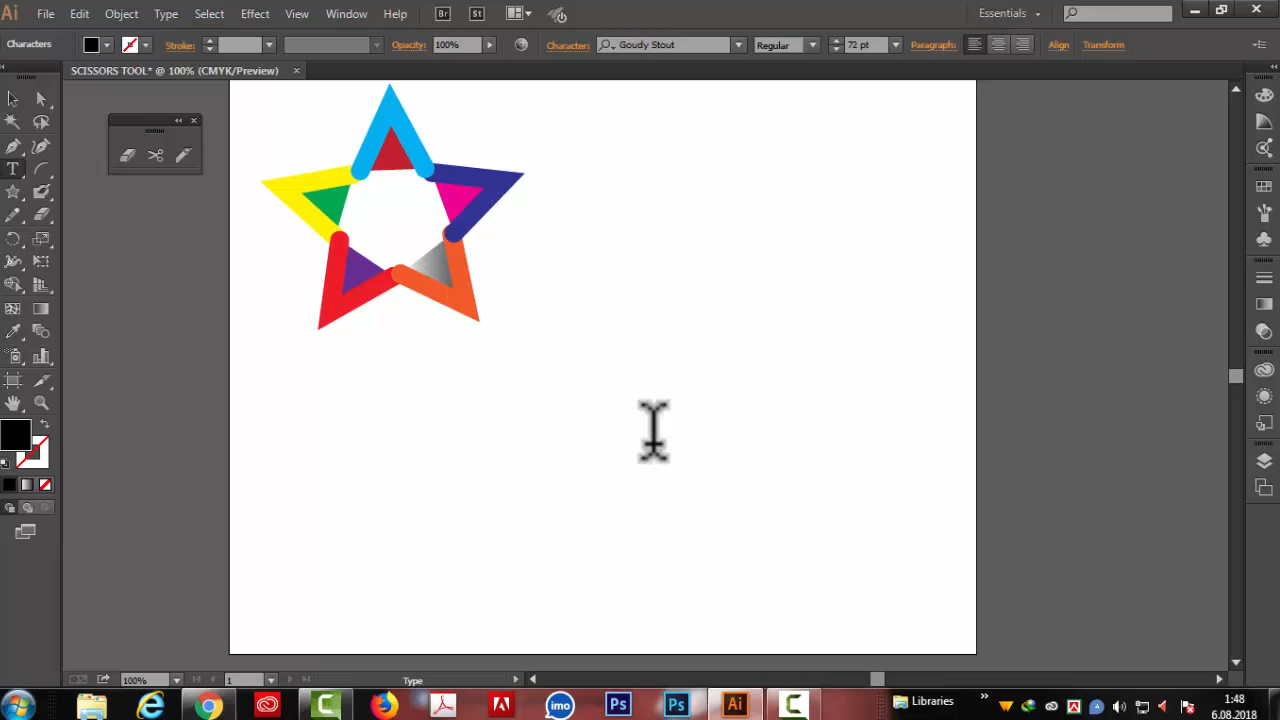 Ai File Edit Object Type Select Effect View Window Help Br St Essentials
Characters Stroke: Opacity: 100% Character: Goudy Stout Regular 72 pt Paragraph: Align Transform
SCISSORS TOOL* @ 100% (CMYK/Preview)
T
100% 1 Type
imo Ps Ps Ai Libraries 1:48
6.08.2018